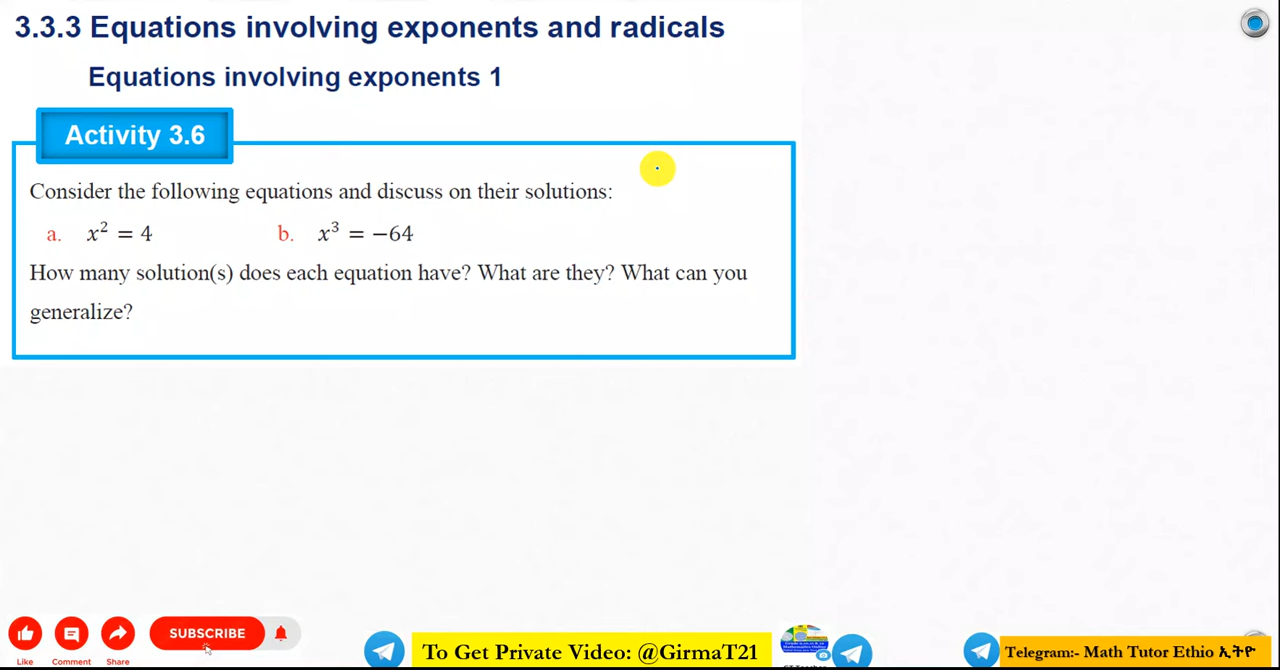 3.3.3 Equations involving exponents and radicals
Equations involving exponents 1
Activity 3.6
Consider the following equations and discuss on their solutions:
a. x² = 4 b. x³ = −64
How many solution(s) does each equation have? What are they? What can you
generalize?
SUBSCRIBE
Like Comment Share
To Get Private Video: @GirmaT21
Telegram:- Math Tutor Ethio ኢትዮ